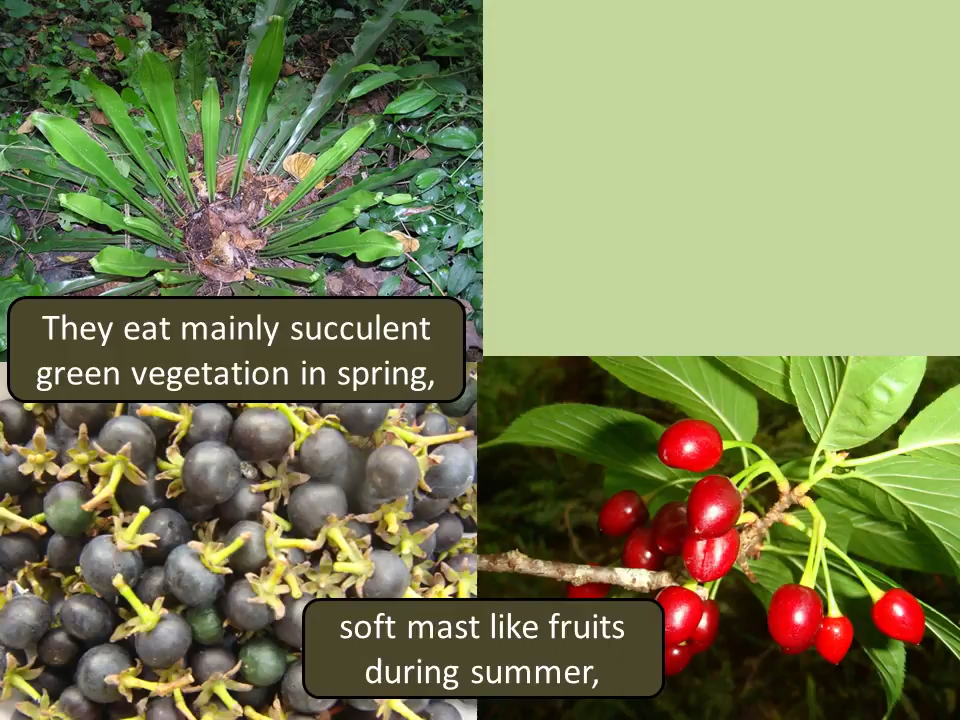 They eat mainly succulent
green vegetation in spring,
soft mast like fruits
during summer,